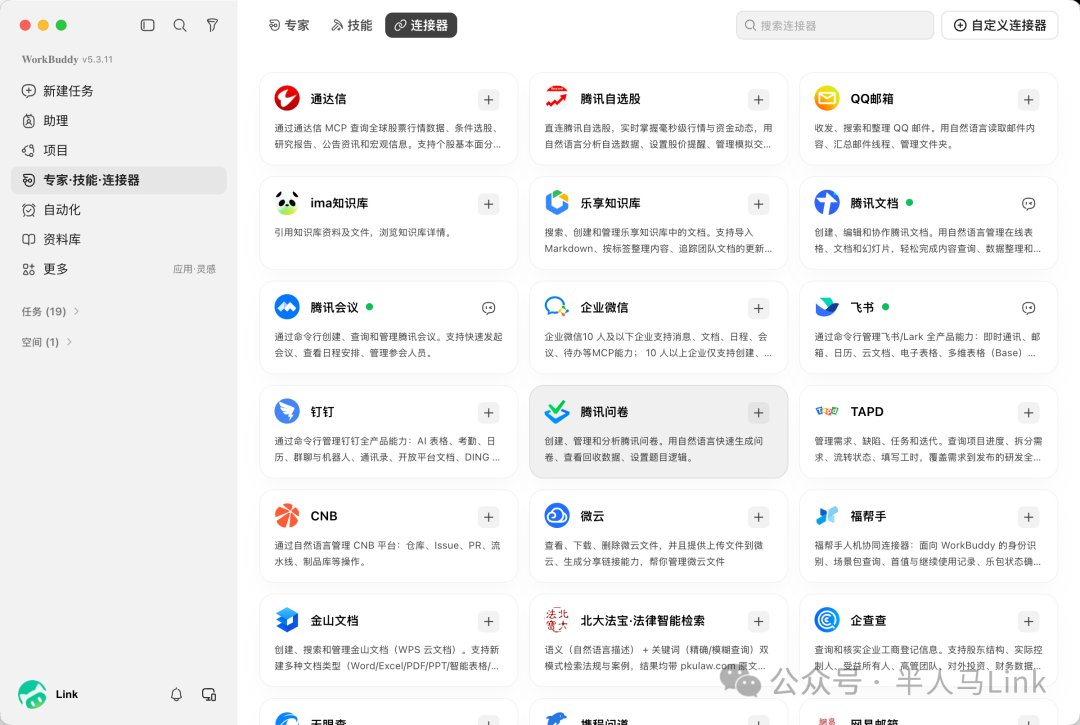 专家
技能
连接器
搜索连接器
自定义连接器
WorkBuddy v5.3.11
新建任务
助理
项目
专家·技能·连接器
自动化
资料库
更多
应用·灵感
任务 (19)
空间 (1)
通达信
通过通达信 MCP 查询全球股票行情数据、条件选股、
研究报告、公告资讯和宏观信息。支持个股基本面分...
腾讯自选股
直连腾讯自选股，实时掌握毫秒级行情与资金动态，用
自然语言分析自选数据、设置股价提醒、管理模拟交...
QQ邮箱
收发、搜索和整理 QQ 邮件。用自然语言读取邮件内
容、汇总邮件线程、管理文件夹。
ima知识库
引用知识库资料及文件，浏览知识库详情。
乐享知识库
搜索、创建和管理乐享知识库中的文档。支持导入
Markdown、按标签整理内容、追踪团队文档的更新...
腾讯文档
创建、编辑和协作腾讯文档。用自然语言管理在线表
格、文档和幻灯片，轻松完成内容查询、数据整理和...
腾讯会议
通过命令行创建、查询和管理腾讯会议。支持快速发起
会议、查看日程安排、管理参会人员。
企业微信
企业微信10 人及以下企业支持消息、文档、日程、会
议、待办等MCP能力； 10 人以上企业仅支持创建、...
飞书
通过命令行管理飞书/Lark 全产品能力：即时通讯、邮
箱、日历、云文档、电子表格、多维表格（Base）...
钉钉
通过命令行管理钉钉全产品能力：AI 表格、考勤、日
历、群聊与机器人、通讯录、开放平台文档、DING ...
腾讯问卷
创建、管理和分析腾讯问卷。用自然语言快速生成问
卷、查看回收数据、设置题目逻辑。
TAPD
TAPD
管理需求、缺陷、任务和迭代。查询项目进度、拆分需
求、流转状态、填写工时，覆盖需求到发布的研发全...
CNB
通过自然语言管理 CNB 平台：仓库、Issue、PR、流
水线、制品库等操作。
微云
查看、下载、删除微云文件，并且提供上传文件到微
云、生成分享链接能力，帮你管理微云文件
福帮手
福帮手人机协同连接器：面向 WorkBuddy 的身份识
别、场景包查询、首值与继续使用记录、乐包状态确...
金山文档
创建、搜索和管理金山文档（WPS 云文档）。支持新
建多种文档类型（Word/Excel/PDF/PPT/智能表格/...
法北
寶大
北大法宝·法律智能检索
语义（自然语言描述）+ 关键词（精确/模糊查询）双
模式检索法规与案例，结果均带 pkulaw.com 原文...
企查查
查询和核实企业工商登记信息。支持股东结构、实际控
制人、受益所有人、高管团队、对外投资、财务数据...
天眼查
携程问道
网易邮箱
Link
公众号 · 半人马Link